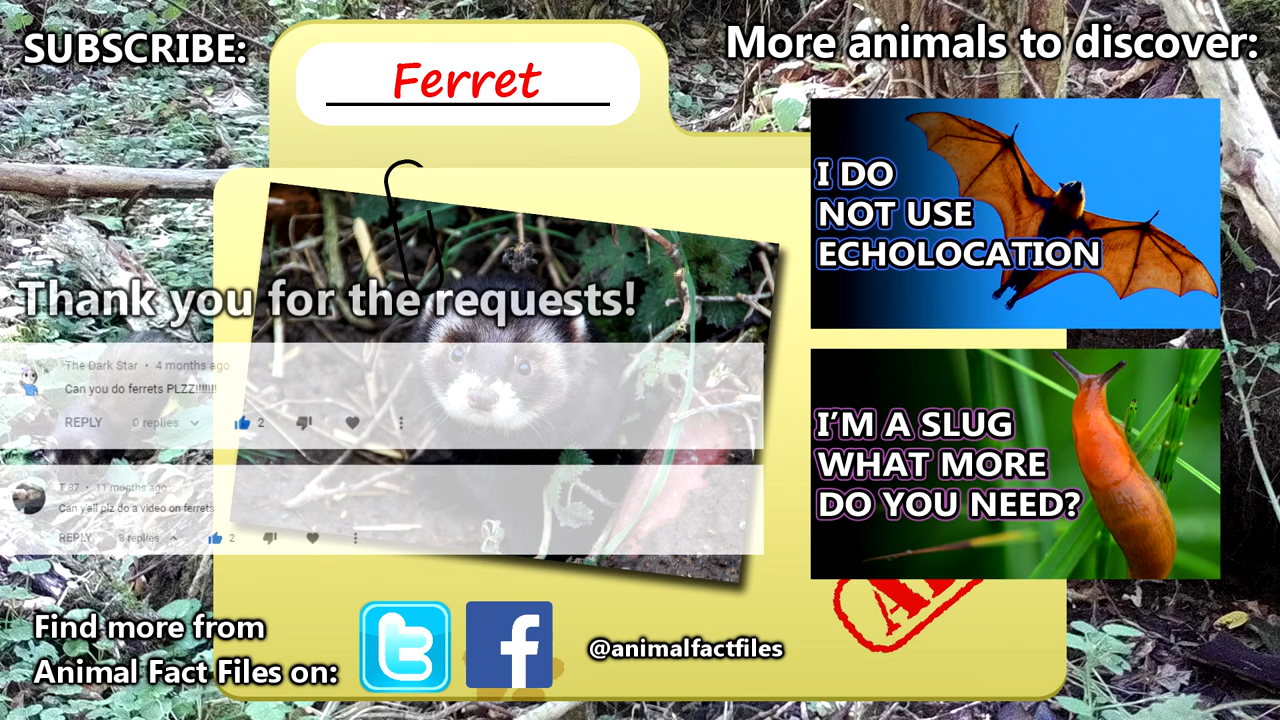 SUBSCRIBE:
Ferret
More animals to discover:
I DO
NOT USE
ECHOLOCATION
Thank you for the requests!
The Dark Star • 4 months ago
Can you do ferrets PLZZ!!!!!!!
REPLY 0 replies 2
I'M A SLUG
WHAT MORE
DO YOU NEED?
T 87 • 11 months ago
Can y'all plz do a video on ferrets
REPLY 3 replies 2
Find more from
Animal Fact Files on:
@animalfactfiles